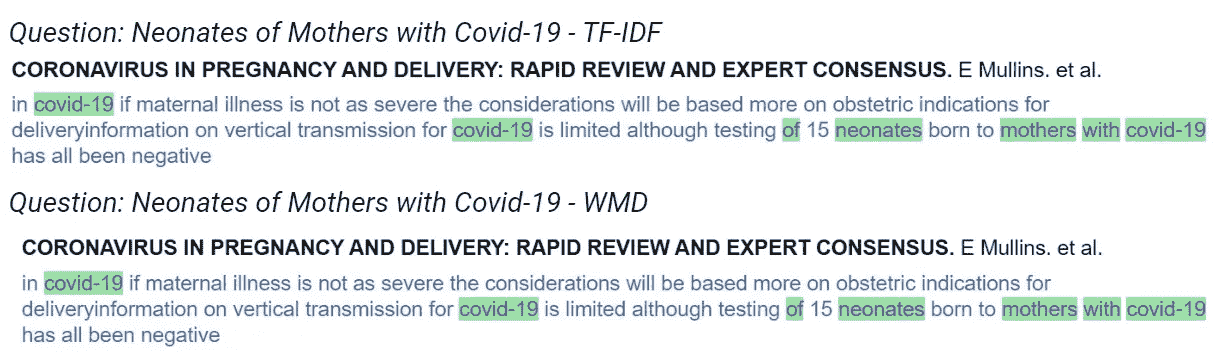 Question: Neonates of Mothers with Covid-19 - TF-IDF
CORONAVIRUS IN PREGNANCY AND DELIVERY: RAPID REVIEW AND EXPERT CONSENSUS. E Mullins. et al.
in covid-19 if maternal illness is not as severe the considerations will be based more on obstetric indications for
deliveryinformation on vertical transmission for covid-19 is limited although testing of 15 neonates born to mothers with covid-19
has all been negative
Question: Neonates of Mothers with Covid-19 - WMD
CORONAVIRUS IN PREGNANCY AND DELIVERY: RAPID REVIEW AND EXPERT CONSENSUS. E Mullins. et al.
in covid-19 if maternal illness is not as severe the considerations will be based more on obstetric indications for
deliveryinformation on vertical transmission for covid-19 is limited although testing of 15 neonates born to mothers with covid-19
has all been negative